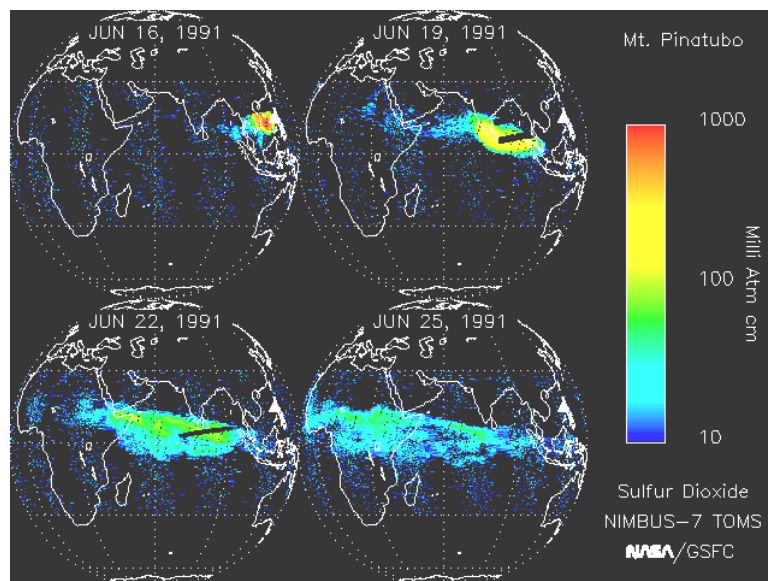 JUN 16, 1991
JUN 19, 1991
Mt. Pinatubo
1000
Milli Atm cm
100
10
JUN 22, 1991
JUN 25, 1991
Sulfur Dioxide
NIMBUS-7 TOMS
NASA/GSFC